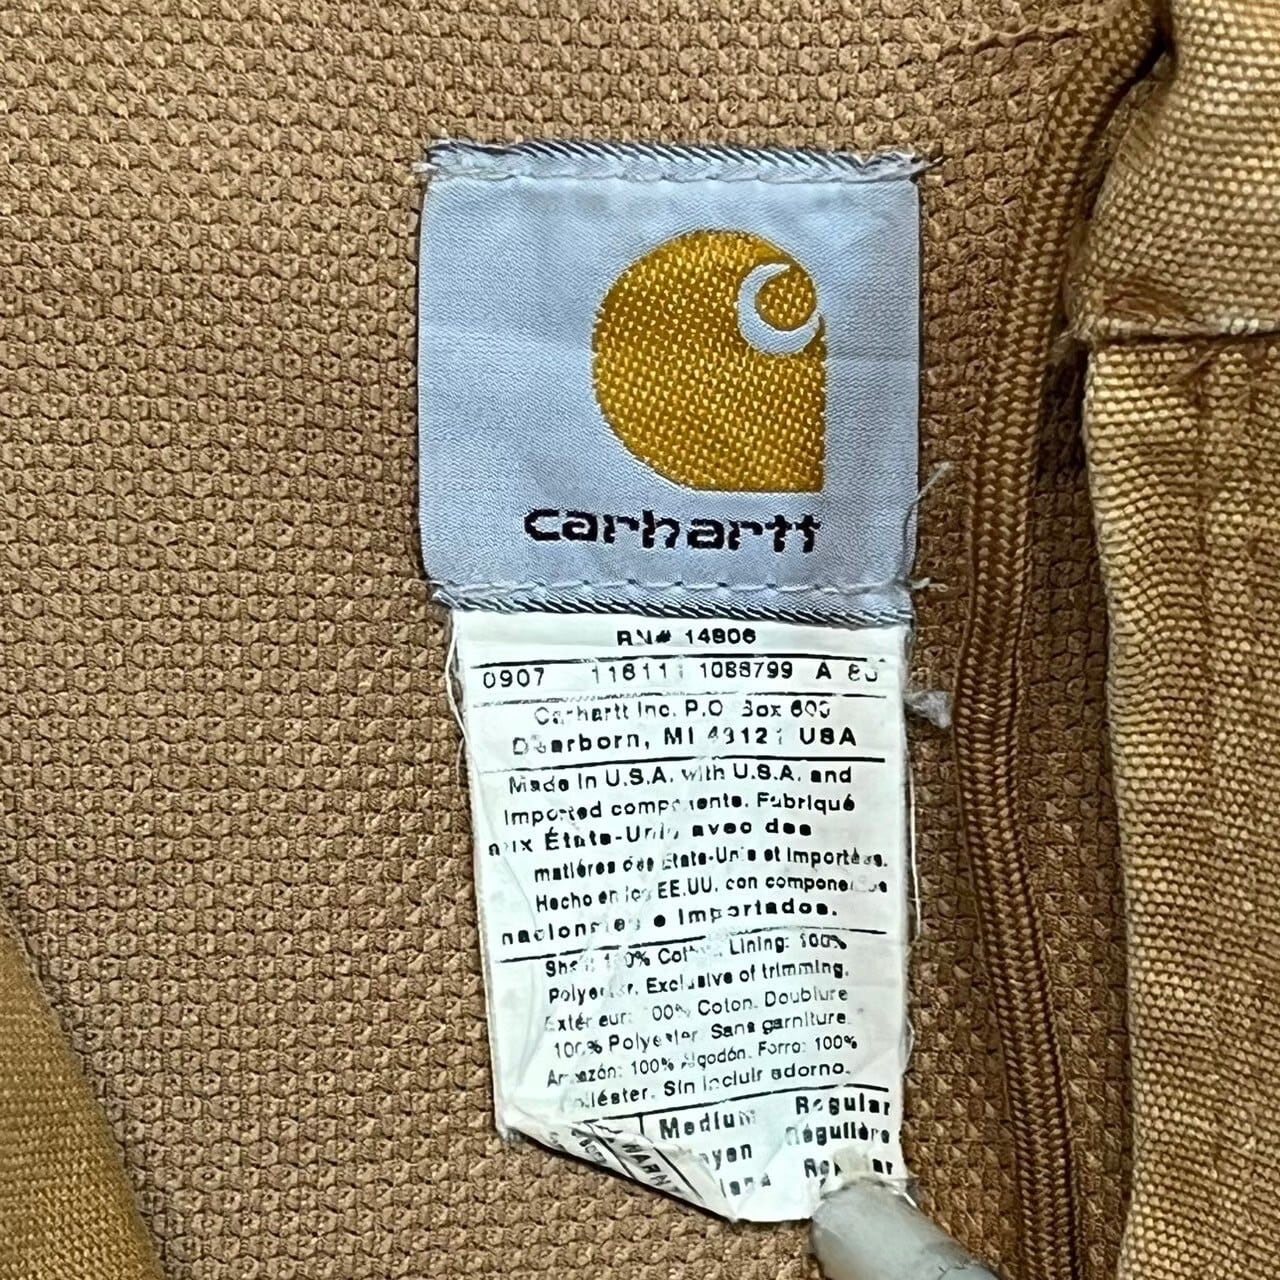 carhartt
RN# 14806
0907 11811 1088799 A
Carhartt Inc. P.O. Box 600
Dearborn, MI 48121 USA
Made in U.S.A. with U.S.A. and
Imported components. Fabriqué
aux États-Unis avec des
matières des États-Unis et Importées.
Hecho en los EE.UU. con componentes
nacionales e Importados.
Shell: 100% Cotton. Lining: 100%
Polyester. Exclusive of trimming.
Extérieur: 100% Coton. Doublure
100% Polyester. Sans garniture.
Armazón: 100% Algodón. Forro: 100%
Poliéster. Sin incluir adorno.
Medium Regular
Régulière